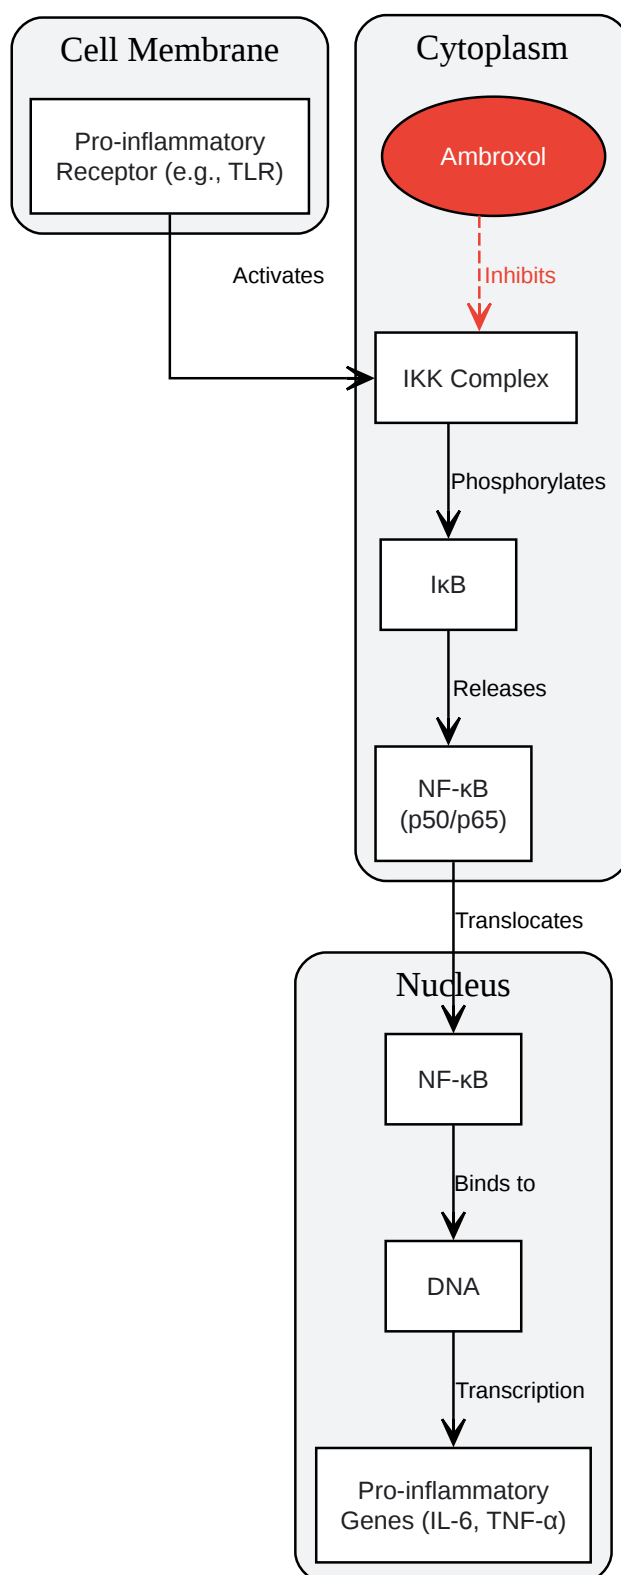 Cell Membrane
Pro-inflammatory
Receptor (e.g., TLR)
Cytoplasm
Ambroxol
Activates
Inhibits
IKK Complex
Phosphorylates
IκB
Releases
NF-κB
(p50/p65)
Translocates
Nucleus
NF-κB
Binds to
DNA
Transcription
Pro-inflammatory
Genes (IL-6, TNF-α)